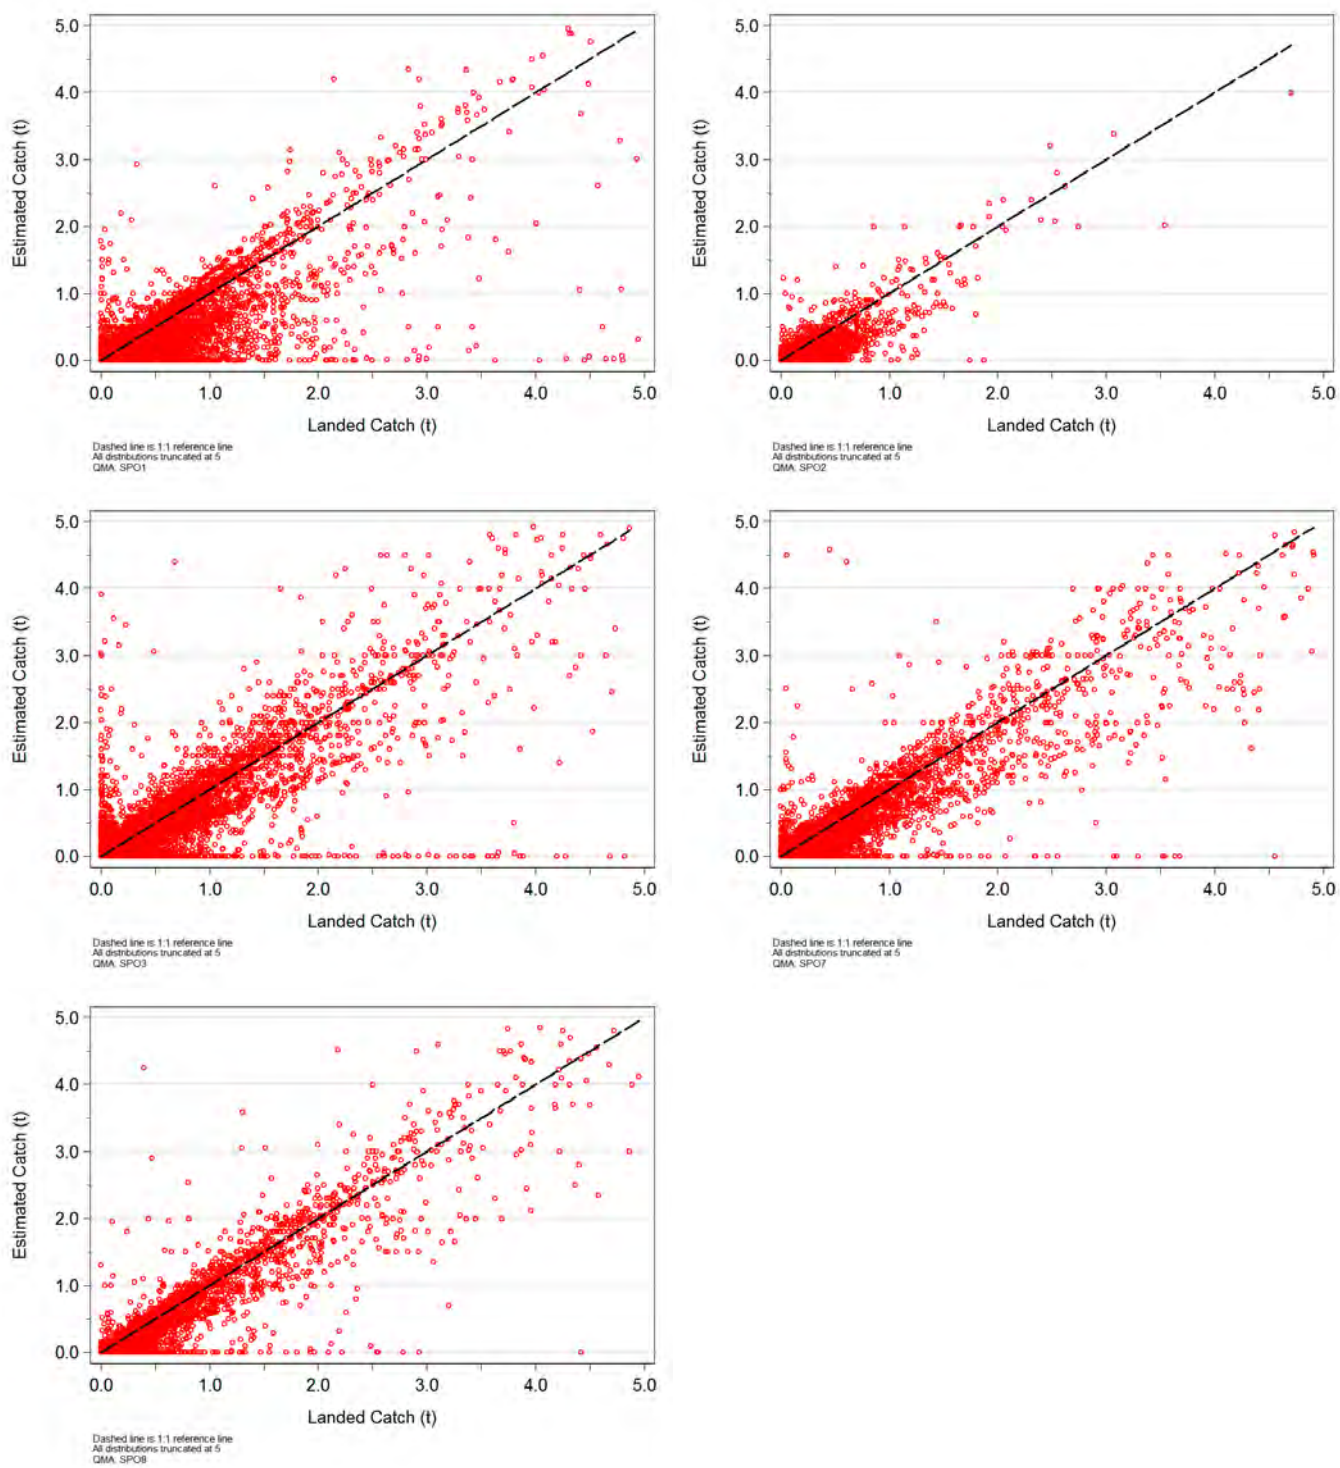 5.0
4.0
3.0
2.0
1.0
0.0
Estimated Catch (t)
0.0 1.0 2.0 3.0 4.0 5.0
Landed Catch (t)
Dashed line is 1:1 reference line
All distributions truncated at 5
QMA: SPO1
5.0
4.0
3.0
2.0
1.0
0.0
Estimated Catch (t)
0.0 1.0 2.0 3.0 4.0 5.0
Landed Catch (t)
Dashed line is 1:1 reference line
All distributions truncated at 5
QMA: SPO2
5.0
4.0
3.0
2.0
1.0
0.0
Estimated Catch (t)
0.0 1.0 2.0 3.0 4.0 5.0
Landed Catch (t)
Dashed line is 1:1 reference line
All distributions truncated at 5
QMA: SPO3
5.0
4.0
3.0
2.0
1.0
0.0
Estimated Catch (t)
0.0 1.0 2.0 3.0 4.0 5.0
Landed Catch (t)
Dashed line is 1:1 reference line
All distributions truncated at 5
QMA: SPO7
5.0
4.0
3.0
2.0
1.0
0.0
Estimated Catch (t)
0.0 1.0 2.0 3.0 4.0 5.0
Landed Catch (t)
Dashed line is 1:1 reference line
All distributions truncated at 5
QMA: SPO8